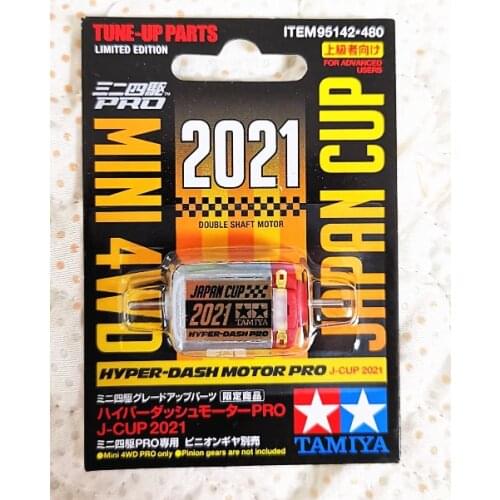 TUNE-UP PARTS
LIMITED EDITION
ITEM95142*480
上級者向け
FOR ADVANCED
USERS
ミニ四駆™
PRO
MINI 4WD
JAPAN CUP
2021
DOUBLE SHAFT MOTOR
JAPAN CUP
2021
TAMIYA
HYPER-DASH PRO
HYPER-DASH MOTOR PRO J-CUP 2021
ミニ四駆グレードアップパーツ 限定商品
ハイパーダッシュモーターPRO
J-CUP 2021
ミニ四駆PRO専用 ピニオンギヤ別売
●Mini 4WD PRO only ●Pinion gears are not included
TAMIYA